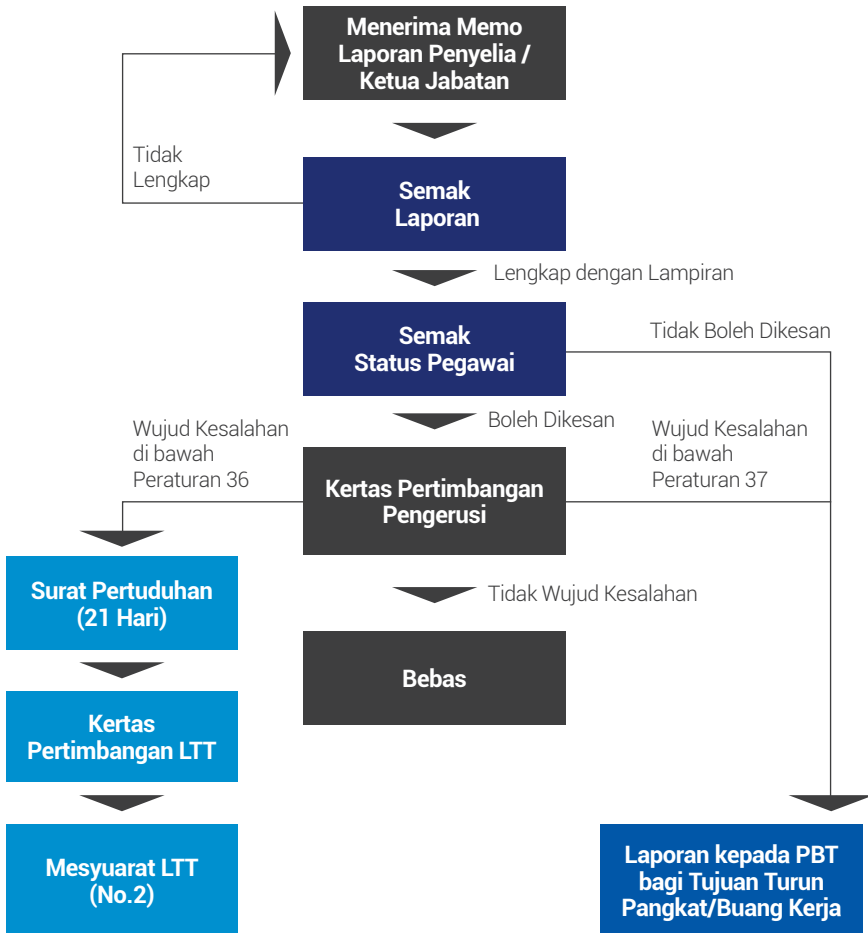 Menerima Memo
Laporan Penyelia /
Ketua Jabatan
Tidak
Lengkap
Semak
Laporan
Lengkap dengan Lampiran
Semak
Status Pegawai
Tidak Boleh Dikesan
Boleh Dikesan
Wujud Kesalahan
di bawah
Peraturan 36
Wujud Kesalahan
di bawah
Peraturan 37
Kertas Pertimbangan
Pengerusi
Surat Pertuduhan
(21 Hari)
Tidak Wujud Kesalahan
Bebas
Kertas
Pertimbangan LTT
Mesyuarat LTT
(No.2)
Laporan kepada PBT
bagi Tujuan Turun
Pangkat/Buang Kerja